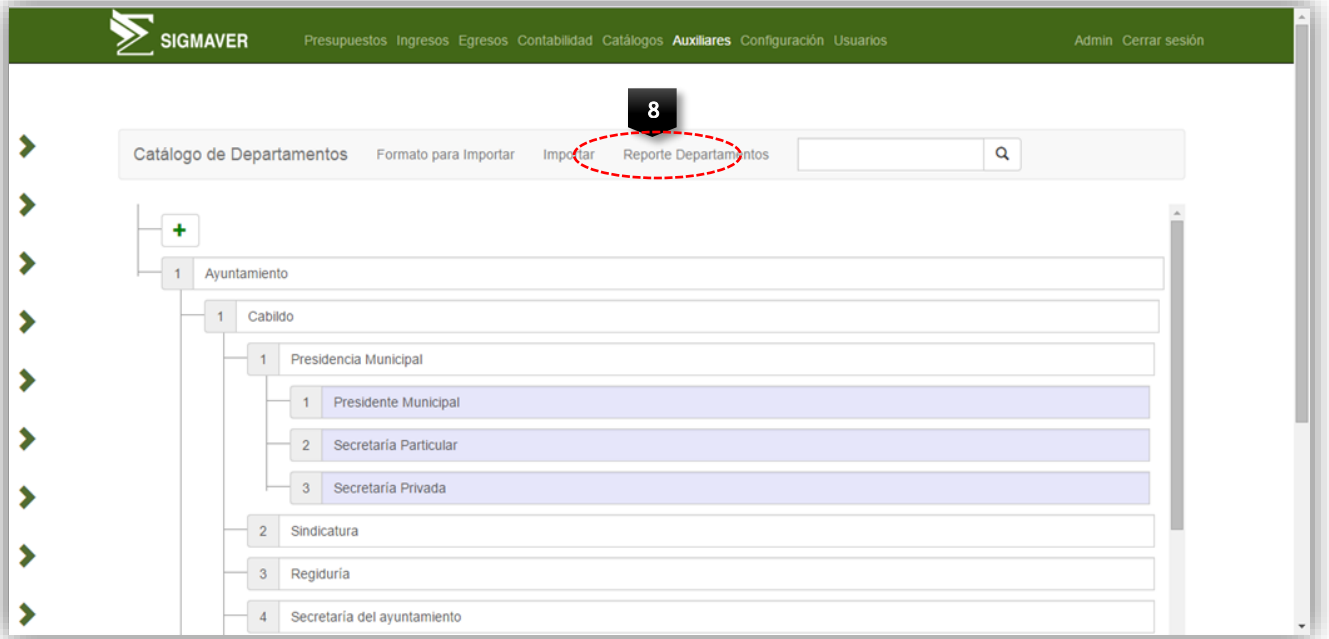 SIGMAVER Presupuestos Ingresos Egresos Contabilidad Catálogos Auxiliares Configuración Usuarios Admin Cerrar sesión
8
Catálogo de Departamentos Formato para Importar Importar Reporte Departamentos
1 Ayuntamiento
1 Cabildo
1 Presidencia Municipal
1 Presidente Municipal
2 Secretaría Particular
3 Secretaría Privada
2 Sindicatura
3 Regiduría
4 Secretaría del ayuntamiento